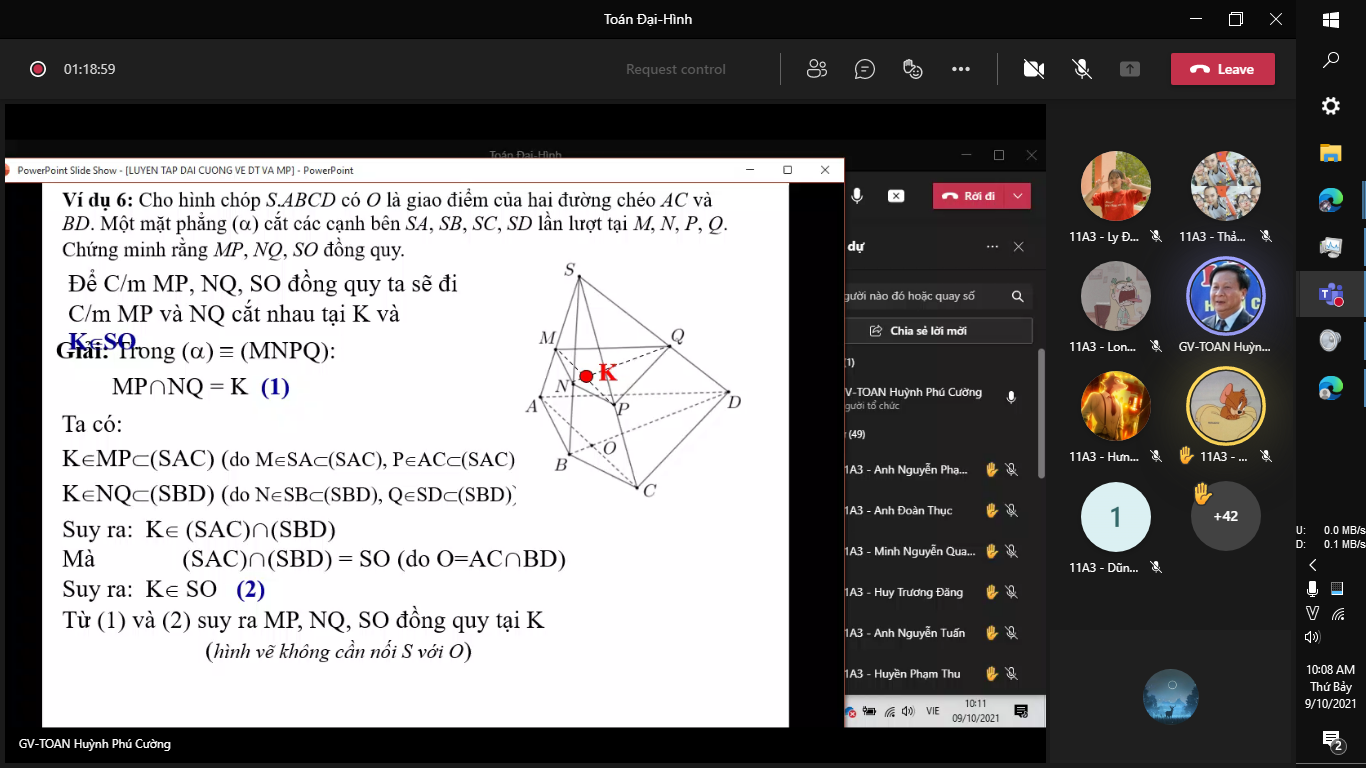 Toán Đại-Hình
01:18:59
Request control
Leave
Toán Đại-Hình
PowerPoint Slide Show - [LUYEN TAP DAI CUONG VE DT VA MP] - PowerPoint
Ví dụ 6: Cho hình chóp S.ABCD có O là giao điểm của hai đường chéo AC và
BD. Một mặt phẳng (α) cắt các cạnh bên SA, SB, SC, SD lần lượt tại M, N, P, Q.
Chứng minh rằng MP, NQ, SO đồng quy.
Để C/m MP, NQ, SO đồng quy ta sẽ đi
C/m MP và NQ cắt nhau tại K và
K∈SO
Giải: Trong (α) ≡ (MNPQ):
MP∩NQ = K (1)
Ta có:
K∈MP⊂(SAC) (do M∈SA⊂(SAC), P∈AC⊂(SAC)
K∈NQ⊂(SBD) (do N∈SB⊂(SBD), Q∈SD⊂(SBD))
Suy ra: K∈ (SAC)∩(SBD)
Mà (SAC)∩(SBD) = SO (do O=AC∩BD)
Suy ra: K∈ SO (2)
Từ (1) và (2) suy ra MP, NQ, SO đồng quy tại K
(hình vẽ không cần nối S với O)
S
M
Q
N
K
A
P
D
O
B
C
Rời đi
dự
gười nào đó hoặc quay số
Chia sẻ lời mời
(1)
GV-TOAN Huỳnh Phú Cường
gười tổ chức
(49)
1A3 - Anh Nguyễn Phạ...
1A3 - Anh Đoàn Thục
1A3 - Minh Nguyễn Qua...
1A3 - Huy Trương Đăng
1A3 - Anh Nguyễn Tuấn
1A3 - Huyền Phạm Thu
VIE
10:11
09/10/2021
GV-TOAN Huỳnh Phú Cường
11A3 - Ly Đ...
11A3 - Thả...
11A3 - Lon...
GV-TOAN Huỳn...
11A3 - Hưn...
11A3 - ...
1
+42
11A3 - Dũn...
U: 0.0 MB/s
D: 0.1 MB/s
10:08 AM
Thứ Bảy
9/10/2021
2